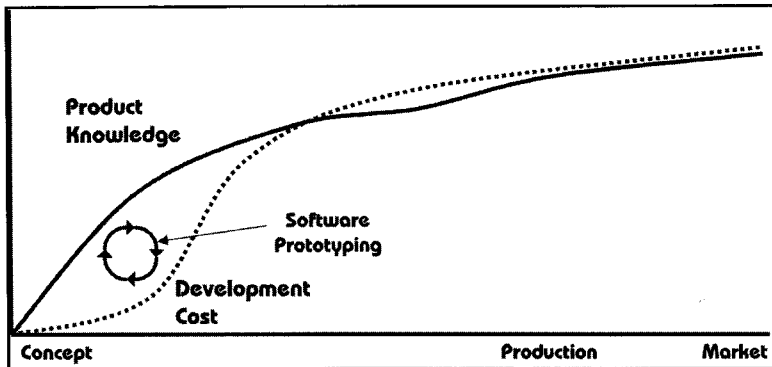 Product
Knowledge
Software
Prototyping
Development
Cost
Concept
Production
Market